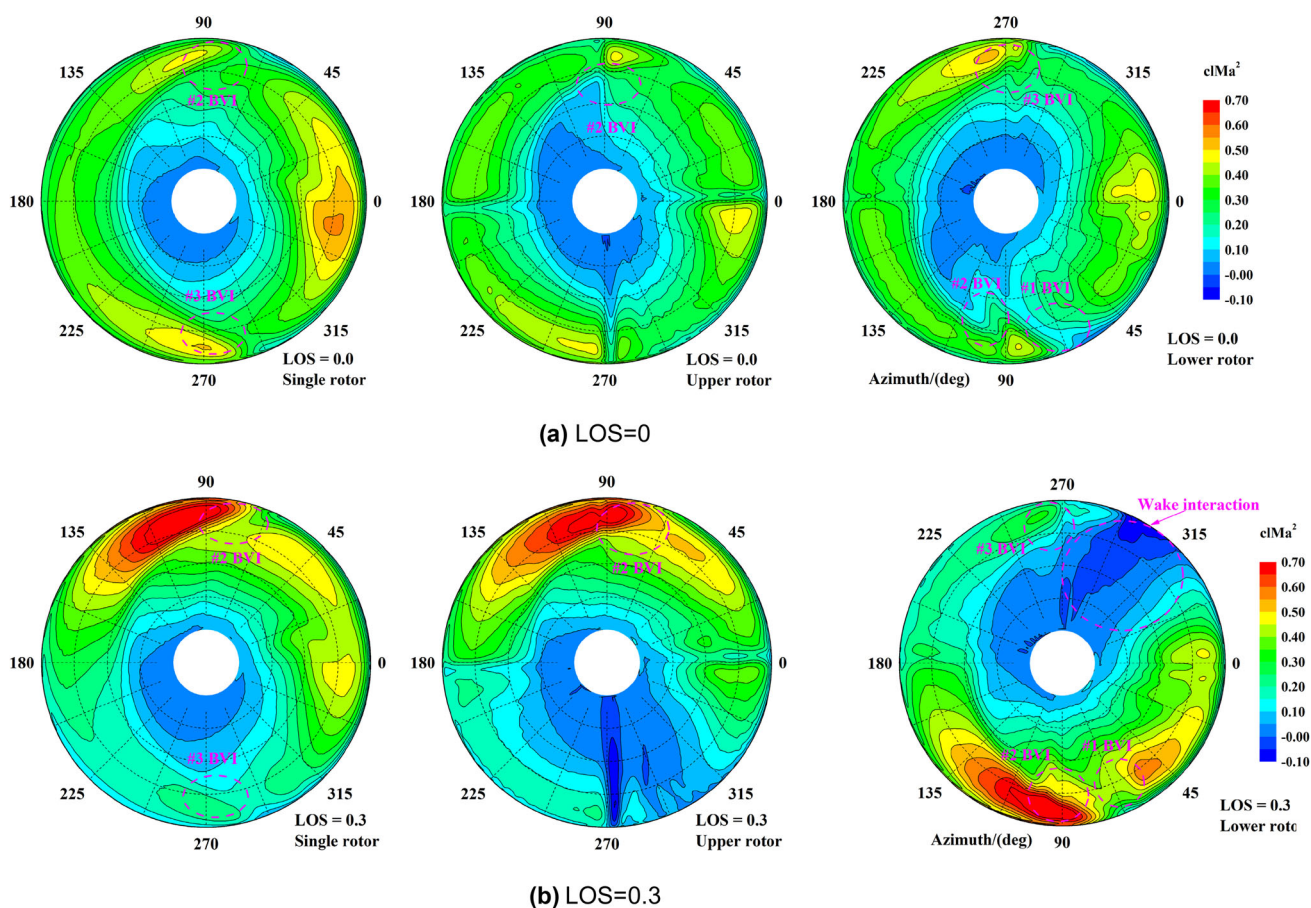 90
135
45
#2 BVI
180
0
#3 BVI
225
315
LOS = 0.0
Single rotor
270
90
135
45
#2 BVI
180
0
225
315
LOS = 0.0
Upper rotor
270
270
225
315
#3 BVI
180
0
#2 BVI
#1 BVI
135
45
LOS = 0.0
Lower rotor
Azimuth/(deg)
90
clMa²
0.70
0.60
0.50
0.40
0.30
0.20
0.10
-0.00
-0.10
(a) LOS=0
90
135
45
#2 BVI
180
0
#3 BVI
225
315
LOS = 0.3
Single rotor
270
90
135
45
#2 BVI
180
0
225
315
LOS = 0.3
Upper rotor
270
270
Wake interaction
225
315
#3 BVI
180
0
#2 BVI
#1 BVI
135
45
LOS = 0.3
Lower roto
Azimuth/(deg)
90
clMa²
0.70
0.60
0.50
0.40
0.30
0.20
0.10
-0.00
-0.10
(b) LOS=0.3